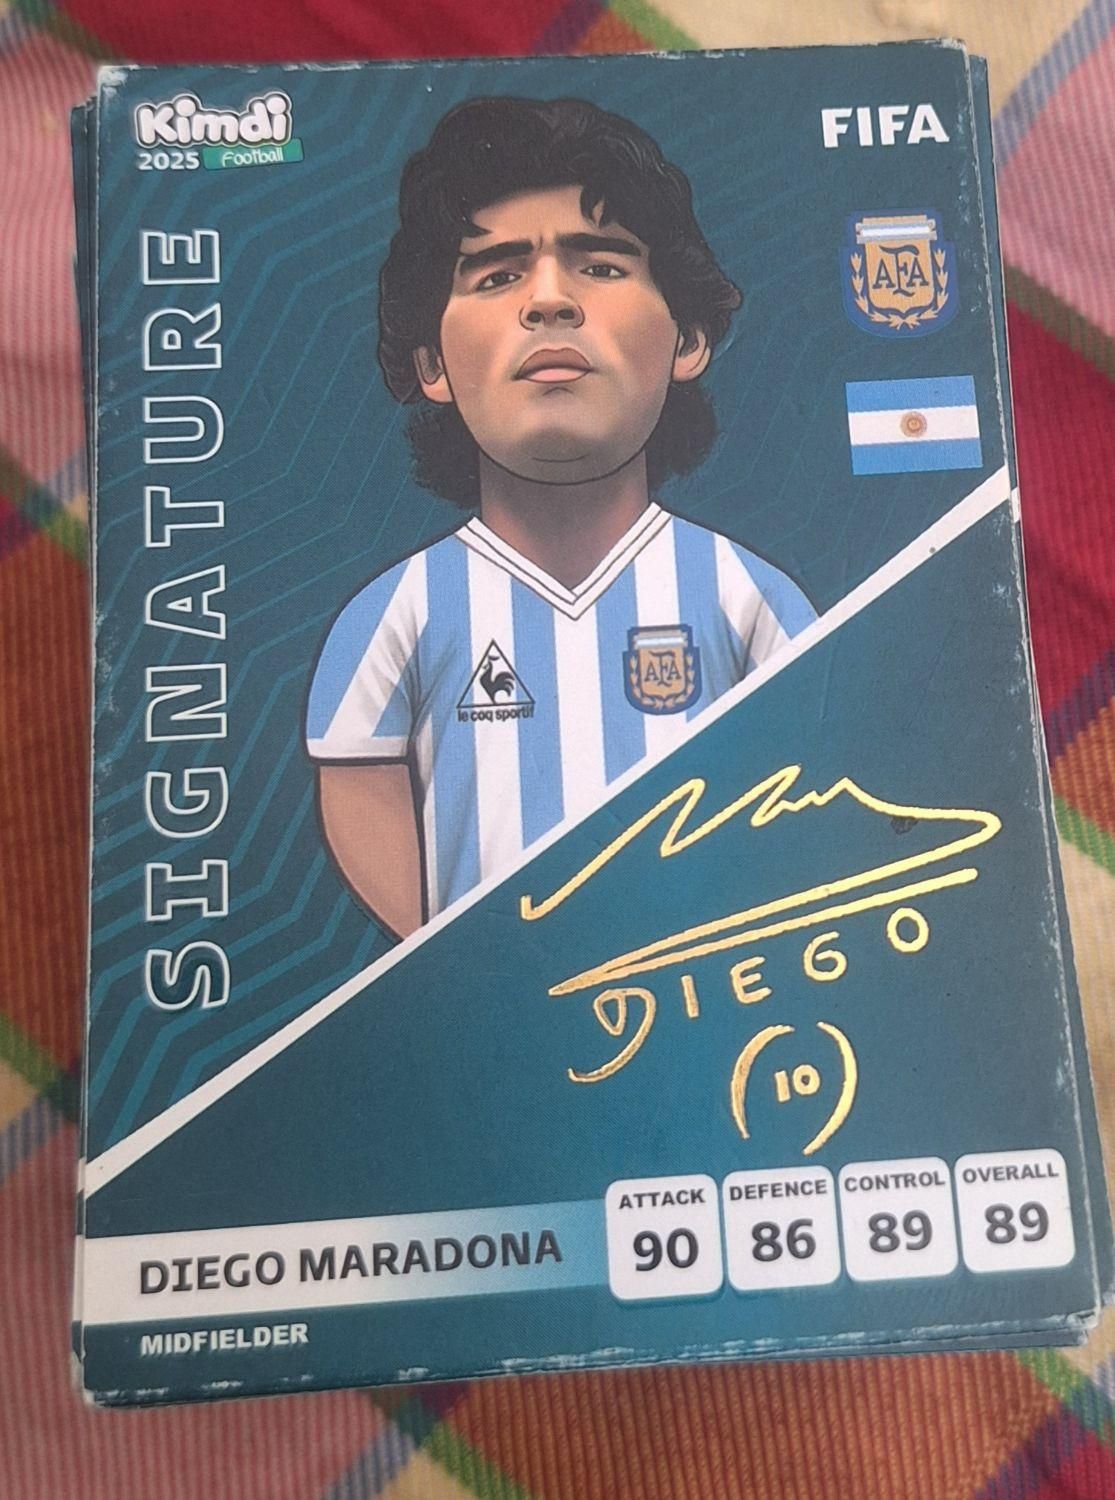 Kimdi
2025 Football
FIFA
AFA
SIGNATURE
le coq sportif
AFA
DIEGO
(10)
ATTACK DEFENCE CONTROL OVERALL
90 86 89 89
DIEGO MARADONA
MIDFIELDER